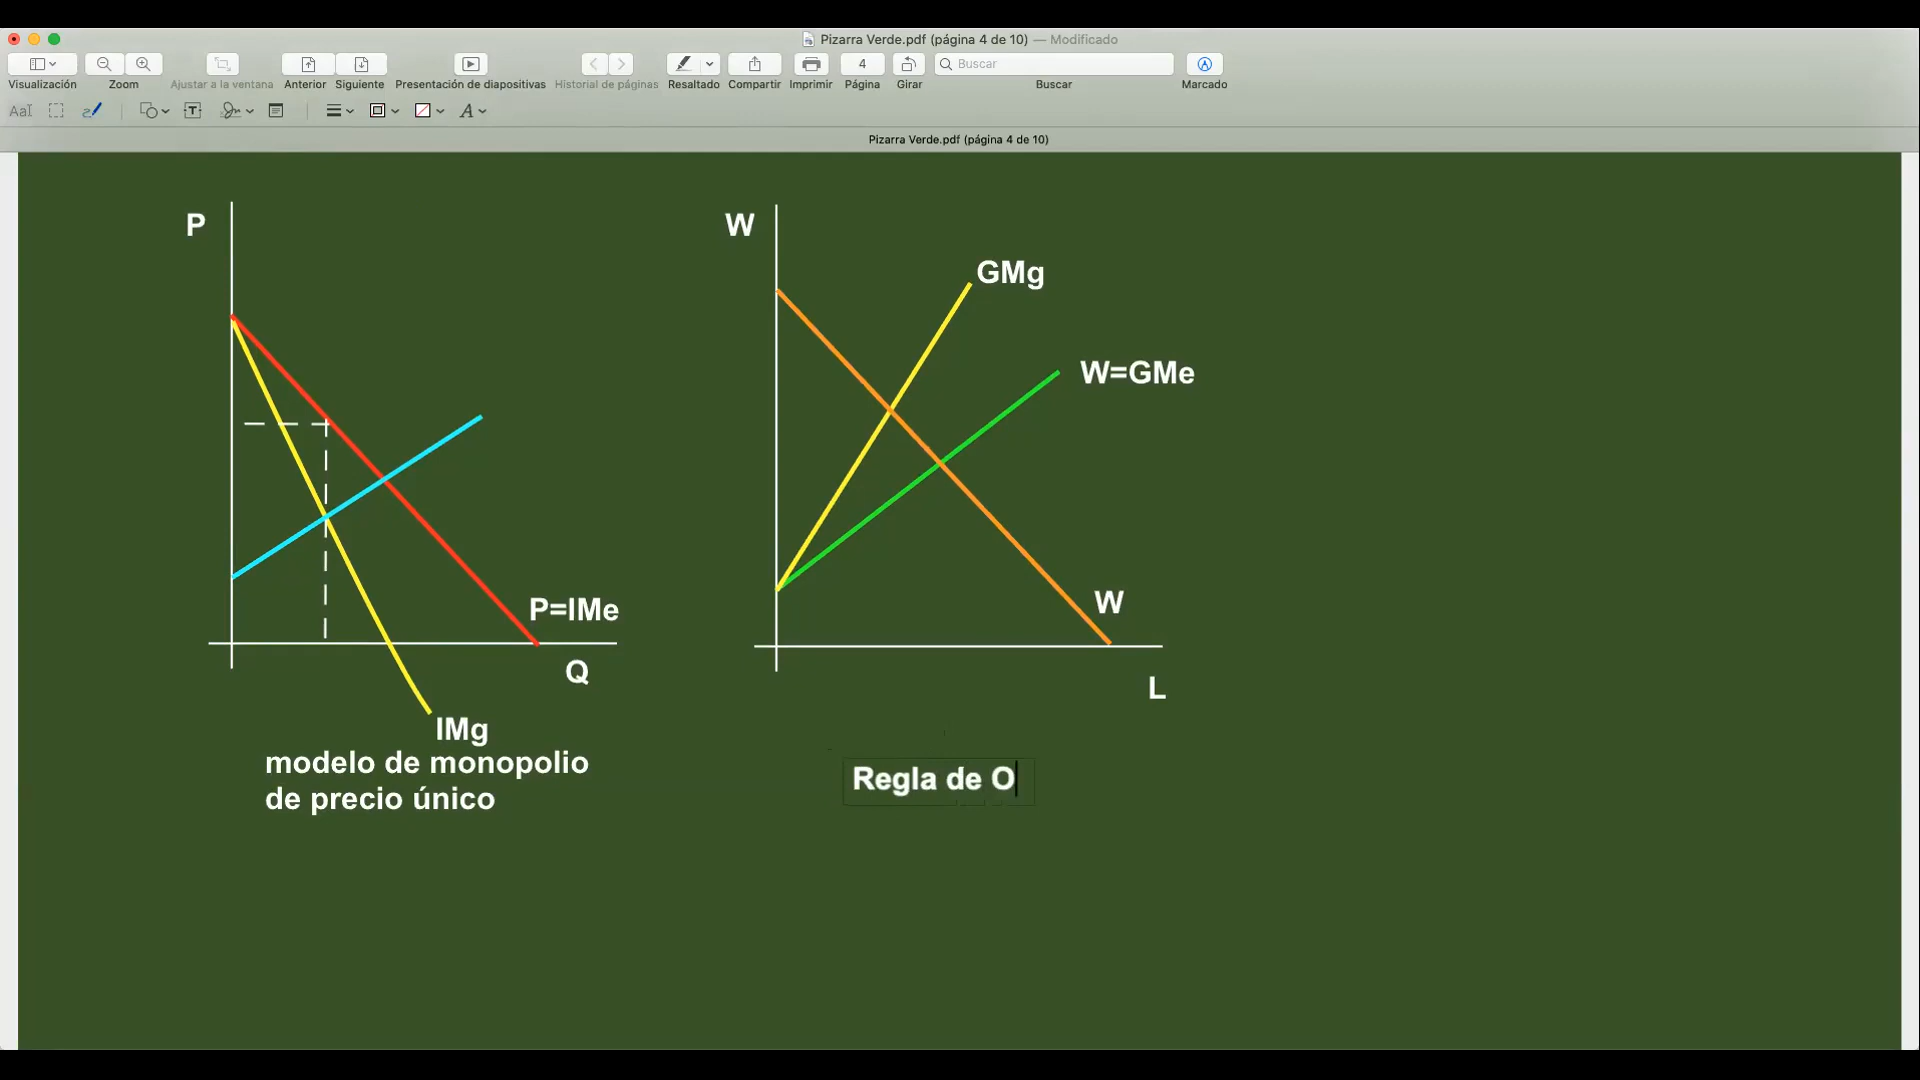 Pizarra Verde.pdf (página 4 de 10) — Modificado
4
Buscar
Visualización
Zoom
Ajustar a la ventana
Anterior
Siguiente
Presentación de diapositivas
Historial de páginas
Resaltado
Compartir
Imprimir
Página
Girar
Buscar
Marcado
AaI
T
A
Pizarra Verde.pdf (página 4 de 10)
P
W
GMg
W=GMe
P=IMe
W
Q
L
IMg
modelo de monopolio
de precio único
Regla de O